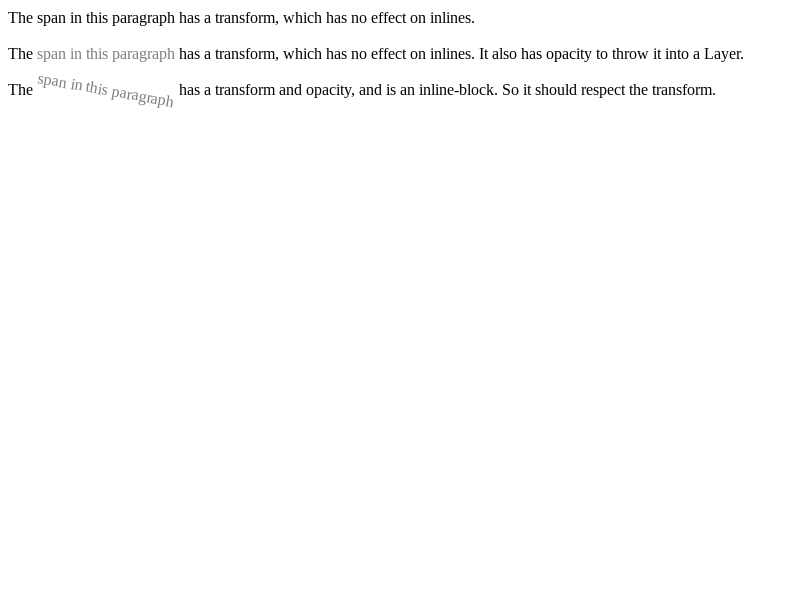 The span in this paragraph has a transform, which has no effect on inlines.
The span in this paragraph has a transform, which has no effect on inlines. It also has opacity to throw it into a Layer.
The span in this paragraph has a transform and opacity, and is an inline-block. So it should respect the transform.